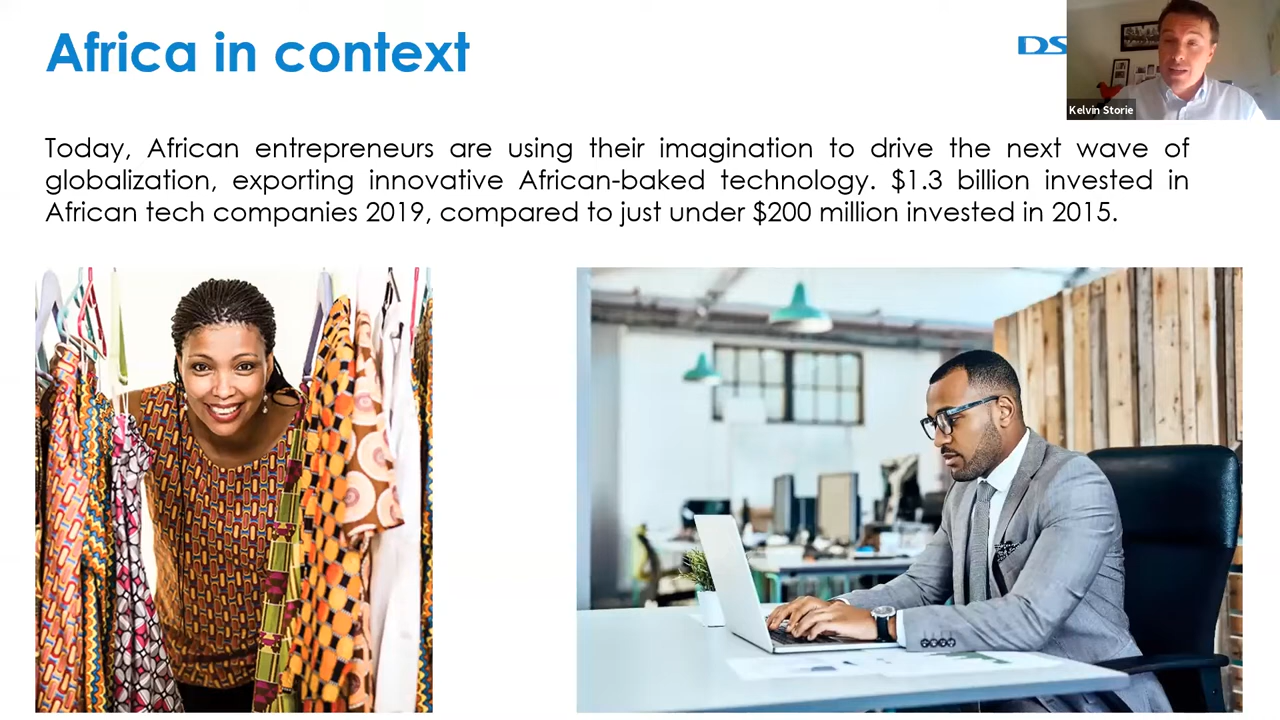 Africa in context
DS
Kelvin Storie
Today, African entrepreneurs are using their imagination to drive the next wave of
globalization, exporting innovative African-baked technology. $1.3 billion invested in
African tech companies 2019, compared to just under $200 million invested in 2015.